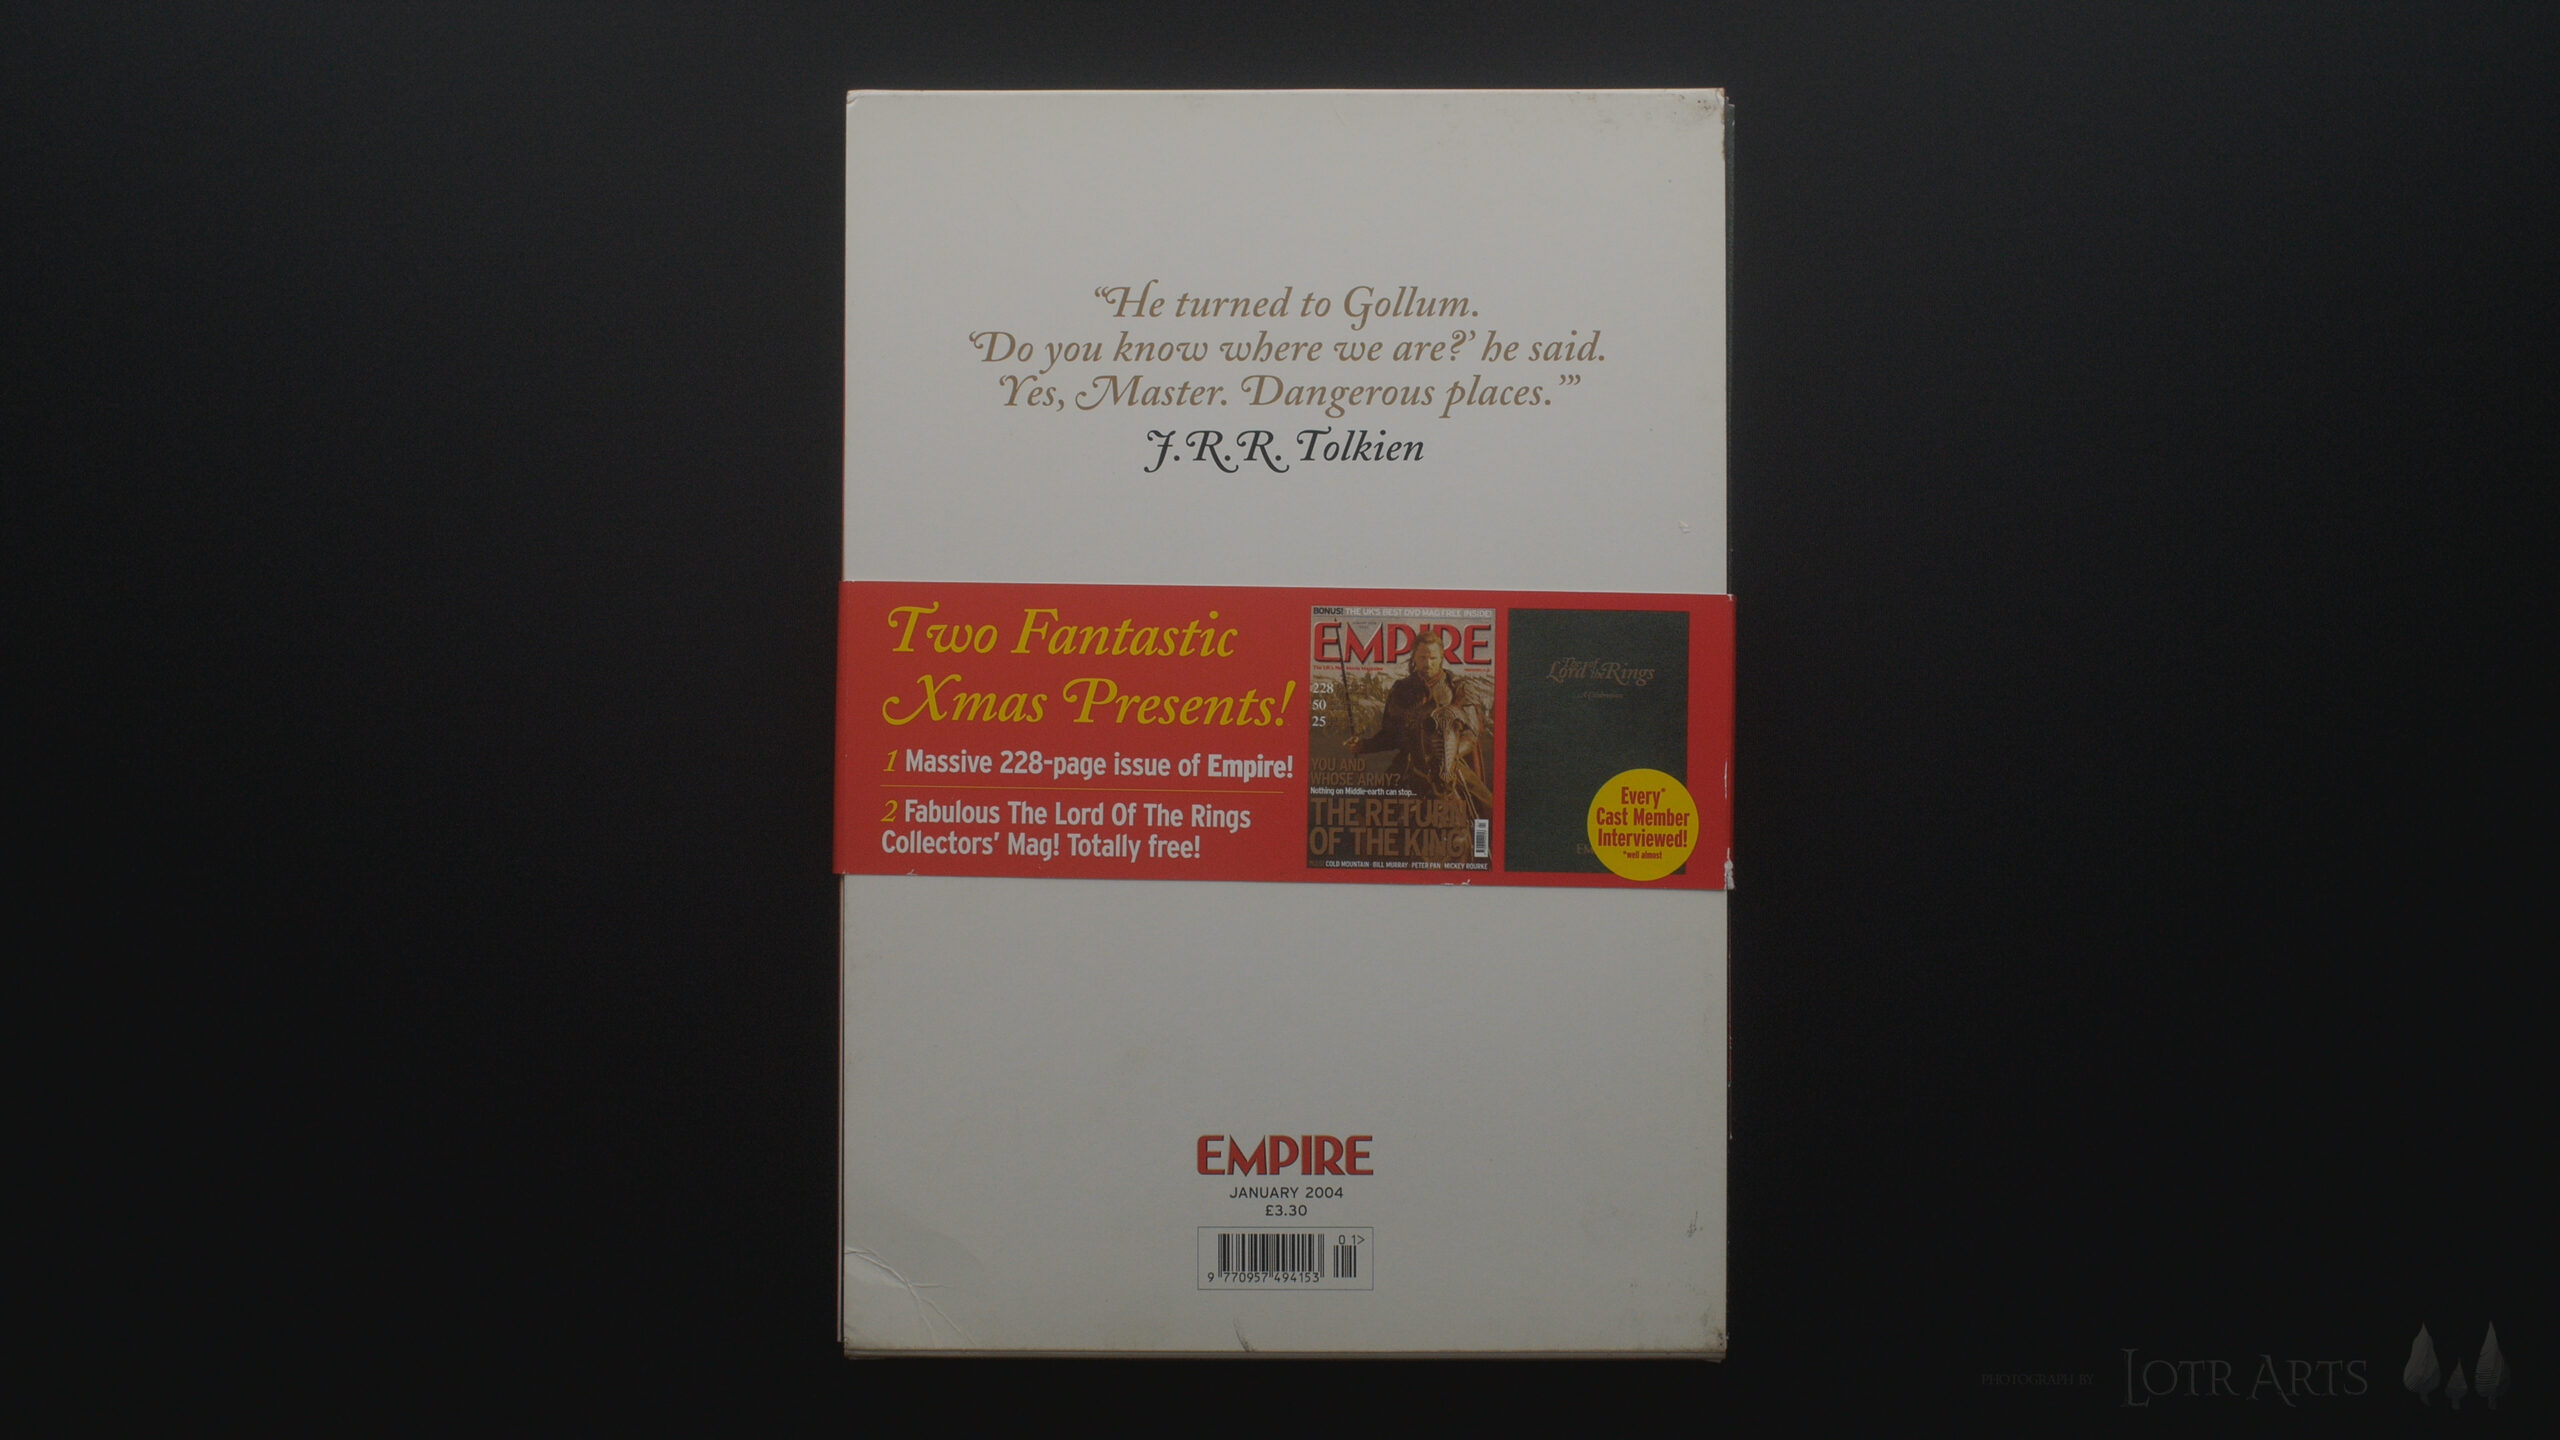 “He turned to Gollum.
‘Do you know where we are?’ he said.
Yes, Master. Dangerous places.’”
J.R.R. Tolkien
Two Fantastic
Xmas Presents!
1 Massive 228-page issue of Empire!
2 Fabulous The Lord Of The Rings
Collectors’ Mag! Totally free!
BONUS! THE UK'S BEST DVD MAG FREE INSIDE!
EMPIRE
228
50
25
YOU AND
WHOSE ARMY?
Nothing on Middle-earth can stop...
THE RETURN
OF THE KING
COLD MOUNTAIN · BILL MURRAY · PETER PAN · MICKEY ROURKE
The Lord of the Rings
A Celebration
Every*
Cast Member
Interviewed!
*well almost
EMPIRE
JANUARY 2004
£3.30
01>
9 770957 494153
PHOTOGRAPH BY LOTR ARTS